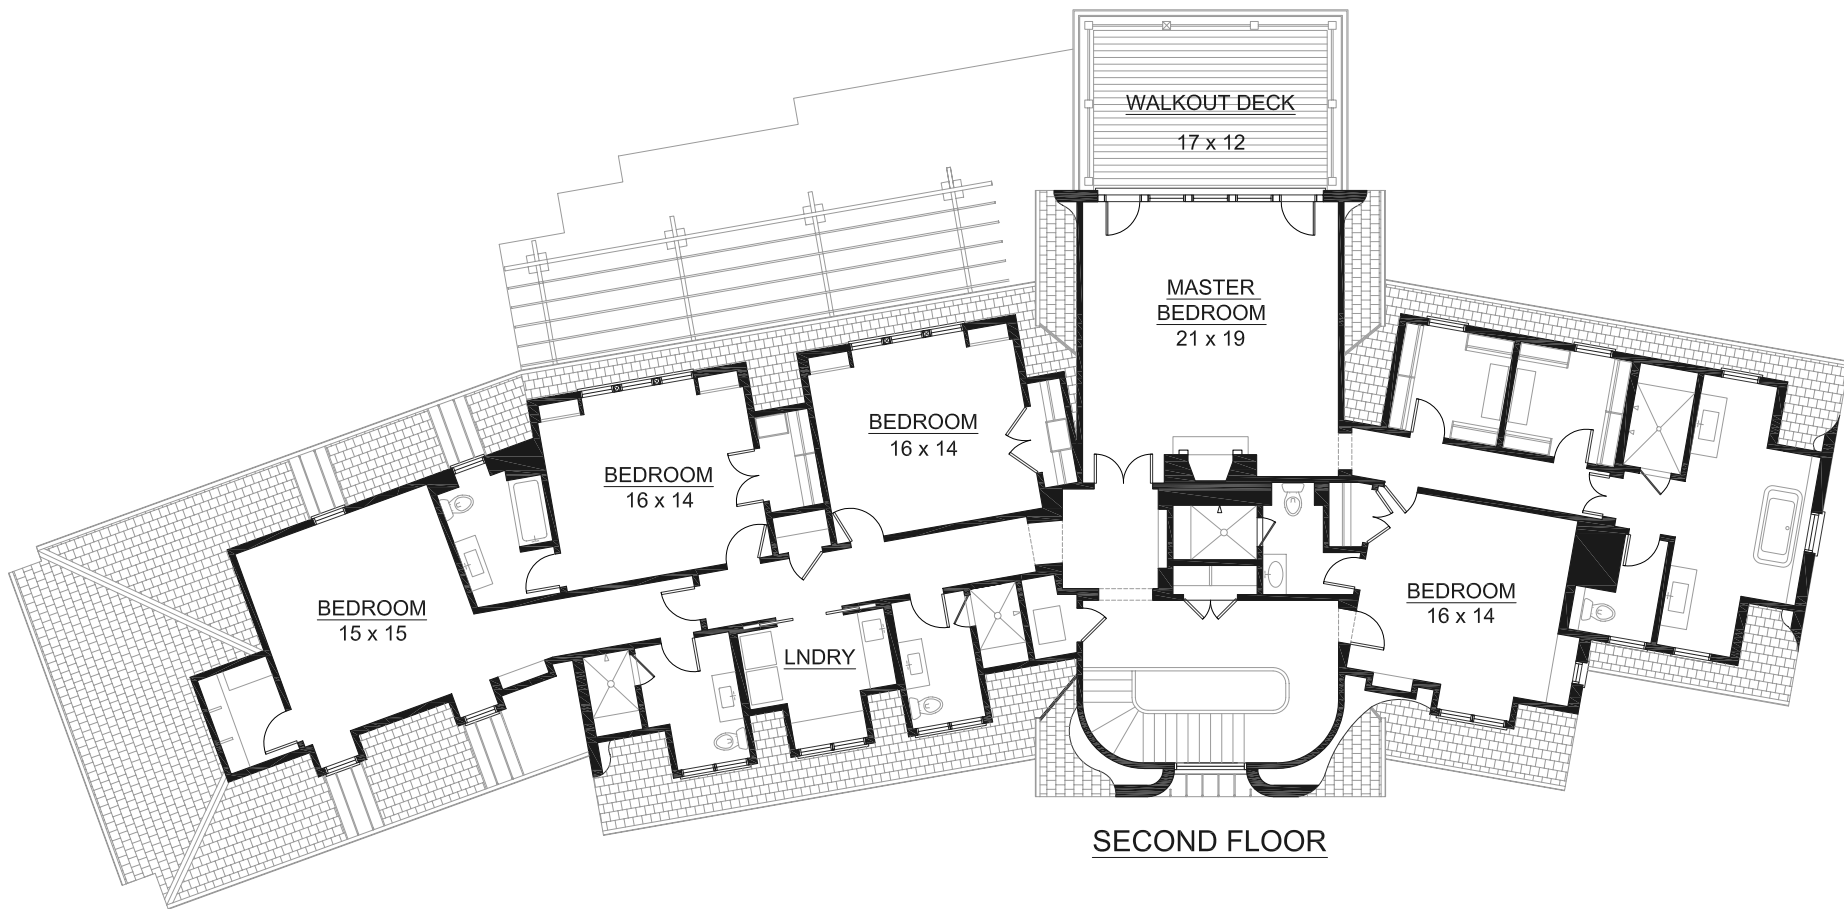 WALKOUT DECK
17 x 12
MASTER
BEDROOM
21 x 19
BEDROOM
16 x 14
BEDROOM
16 x 14
BEDROOM
15 x 15
LNDRY
BEDROOM
16 x 14
SECOND FLOOR